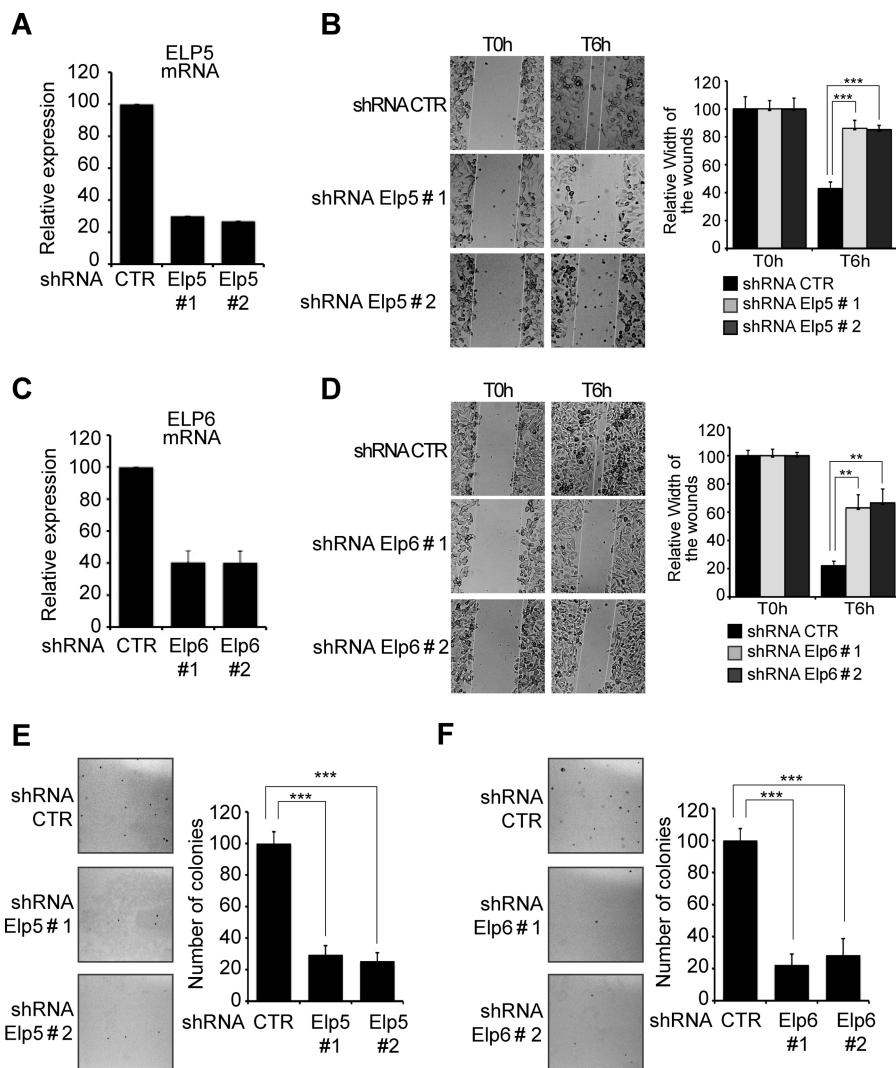 A
ELP5
mRNA
Relative expression
120
100
80
60
40
20
0
shRNA CTR Elp5 Elp5
#1 #2
B
T0h T6h
shRNA CTR
shRNA Elp5 # 1
shRNA Elp5 # 2
Relative Width of
the wounds
120
100
80
60
40
20
0
***
***
T0h T6h
shRNA CTR
shRNA Elp5 # 1
shRNA Elp5 # 2
C
ELP6
mRNA
Relative expression
120
100
80
60
40
20
0
shRNA CTR Elp6 Elp6
#1 #2
D
T0h T6h
shRNA CTR
shRNA Elp6 # 1
shRNA Elp6 # 2
Relative Width of
the wounds
120
100
80
60
40
20
0
**
**
T0h T6h
shRNA CTR
shRNA Elp6 # 1
shRNA Elp6 # 2
E
shRNA
CTR
shRNA
Elp5 # 1
shRNA
Elp5 # 2
Number of colonies
120
100
80
60
40
20
0
***
***
shRNA CTR Elp5 Elp5
#1 #2
F
shRNA
CTR
shRNA
Elp6 # 1
shRNA
Elp6 # 2
Number of colonies
120
100
80
60
40
20
0
***
***
shRNA CTR Elp6 Elp6
#1 #2